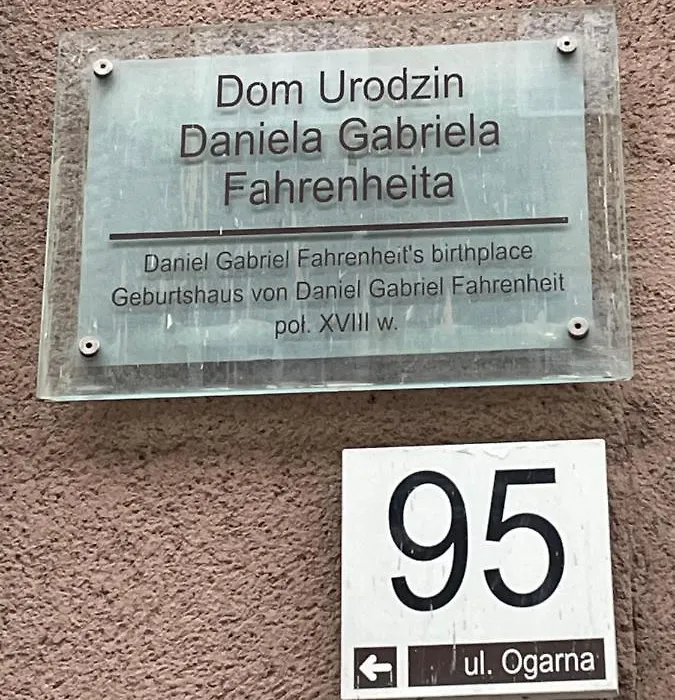 Dom Urodzin
Daniela Gabriela
Fahrenheita
Daniel Gabriel Fahrenheit's birthplace
Geburtshaus von Daniel Gabriel Fahrenheit
poł. XVIII w.
95
ul. Ogarna